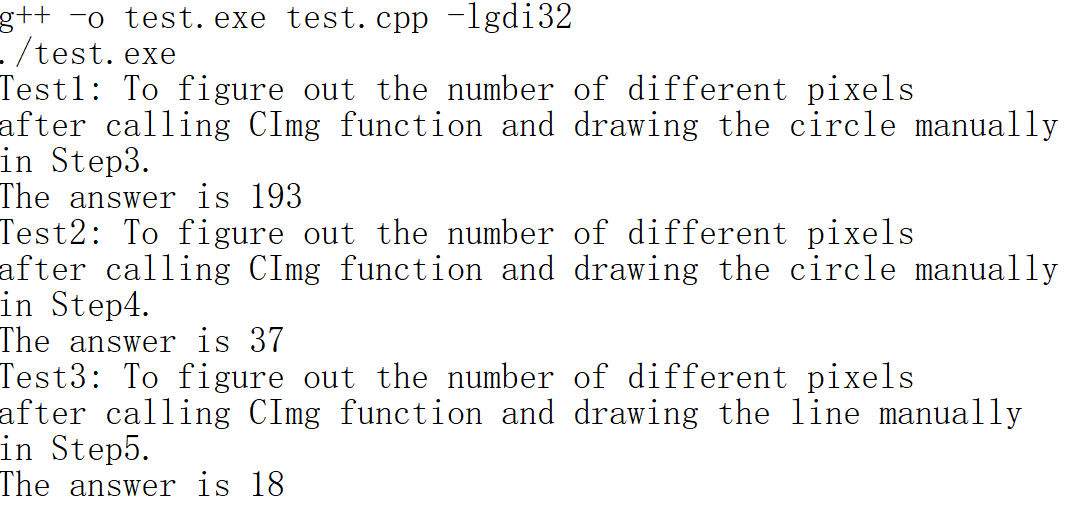 g++ -o test.exe test.cpp -lgdi32
./test.exe
Test1: To figure out the number of different pixels
after calling CImg function and drawing the circle manually
in Step3.
The answer is 193
Test2: To figure out the number of different pixels
after calling CImg function and drawing the circle manually
in Step4.
The answer is 37
Test3: To figure out the number of different pixels
after calling CImg function and drawing the line manually
in Step5.
The answer is 18